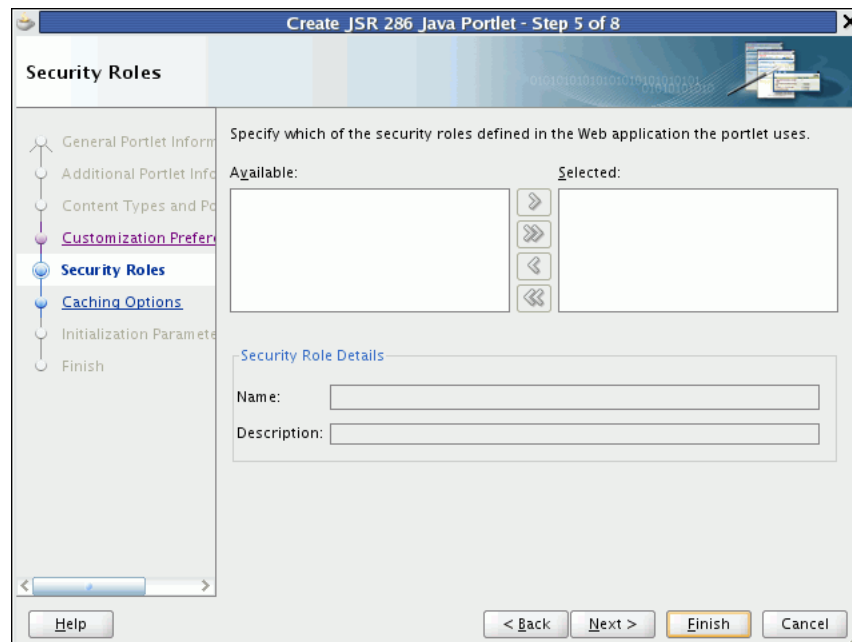 Create JSR 286 Java Portlet - Step 5 of 8
Security Roles
General Portlet Inform
Additional Portlet Info
Content Types and Po
Customization Prefere
Security Roles
Caching Options
Initialization Paramete
Finish
Specify which of the security roles defined in the Web application the portlet uses.
Available:
Selected:
Security Role Details
Name:
Description:
Help
< Back
Next >
Finish
Cancel